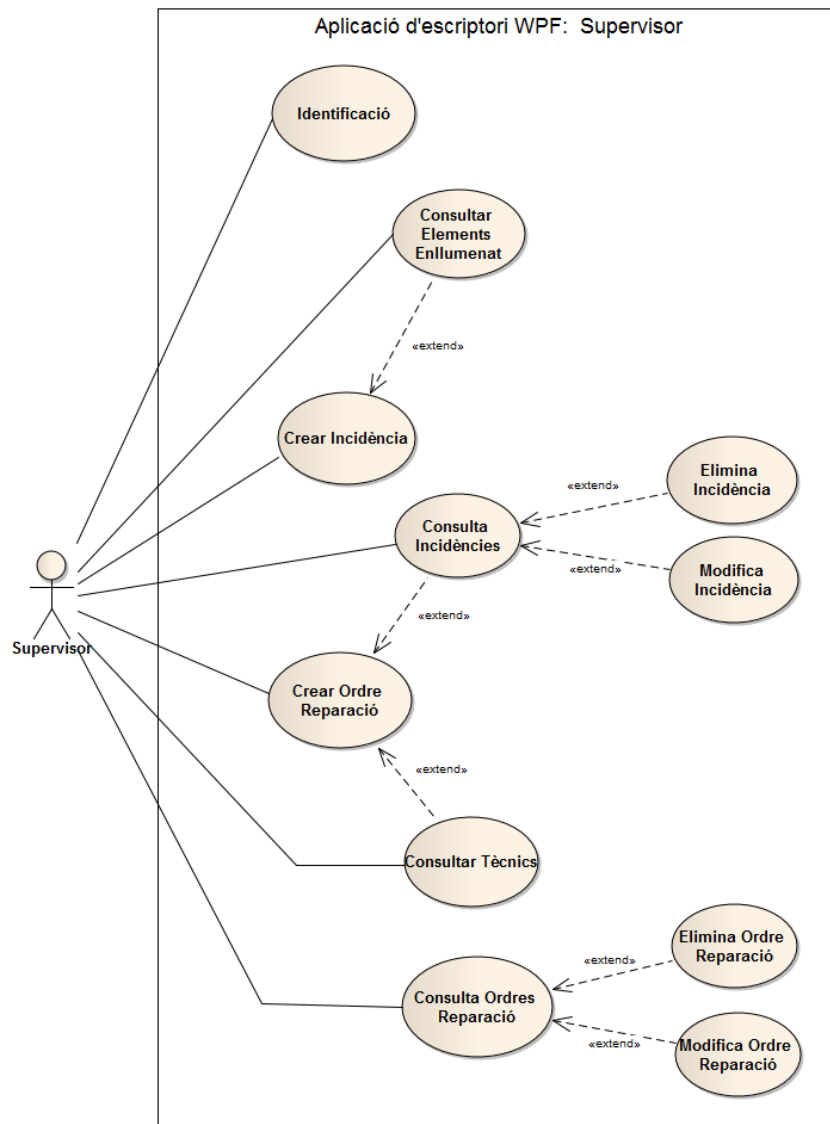 Aplicació d'escriptori WPF:  Supervisor
Identificació
Consultar
Elements
Enllumenat
«extend»
Crear Incidència
Elimina
Incidència
«extend»
Consulta
Incidències
Modifica
Incidència
«extend»
«extend»
Supervisor
Crear Ordre
Reparació
«extend»
Consultar Tècnics
Elimina Ordre
Reparació
«extend»
Consulta Ordres
Reparació
«extend»
Modifica Ordre
Reparació